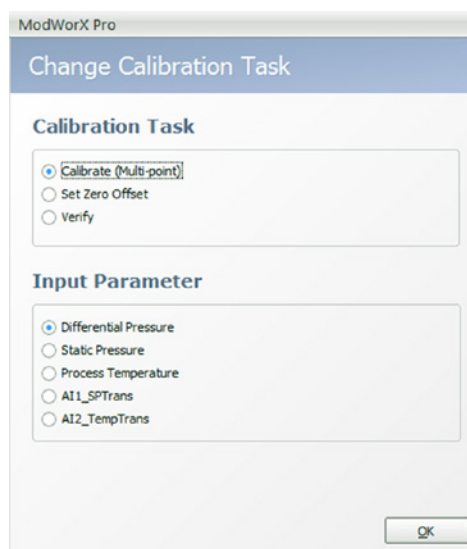 ModWorX Pro
Change Calibration Task
Calibration Task
Calibrate (Multi-point)
Set Zero Offset
Verify
Input Parameter
Differential Pressure
Static Pressure
Process Temperature
AI1_SPTrans
AI2_TempTrans
OK